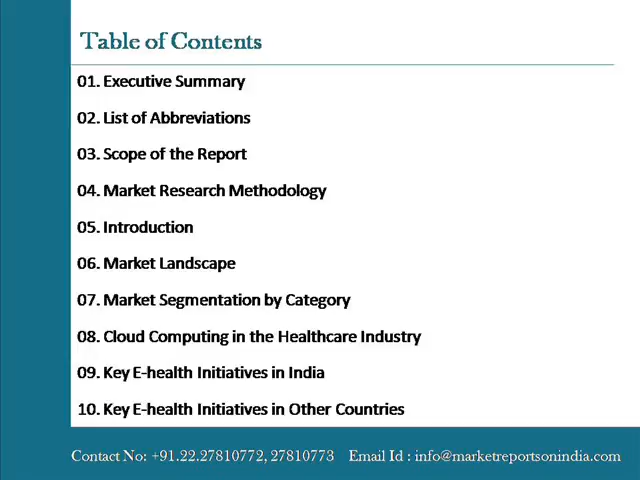 Table of Contents
01. Executive Summary
02. List of Abbreviations
03. Scope of the Report
04. Market Research Methodology
05. Introduction
06. Market Landscape
07. Market Segmentation by Category
08. Cloud Computing in the Healthcare Industry
09. Key E-health Initiatives in India
10. Key E-health Initiatives in Other Countries
Contact No: +91.22.27810772, 27810773 Email Id : info@marketreportsonindia.com